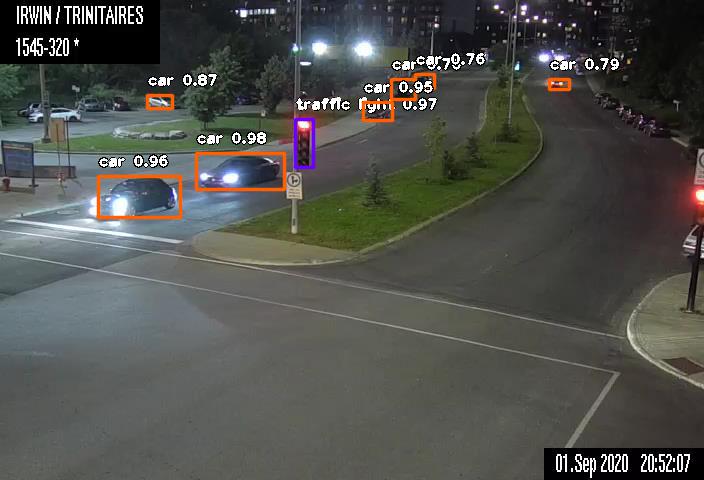 IRWIN / TRINITAIRES
1545-320 *
car 0.76
car 0.79
car 0.87
car 0.95
traffic light 0.97
car 0.98
car 0.96
01.Sep 2020 20:52:07